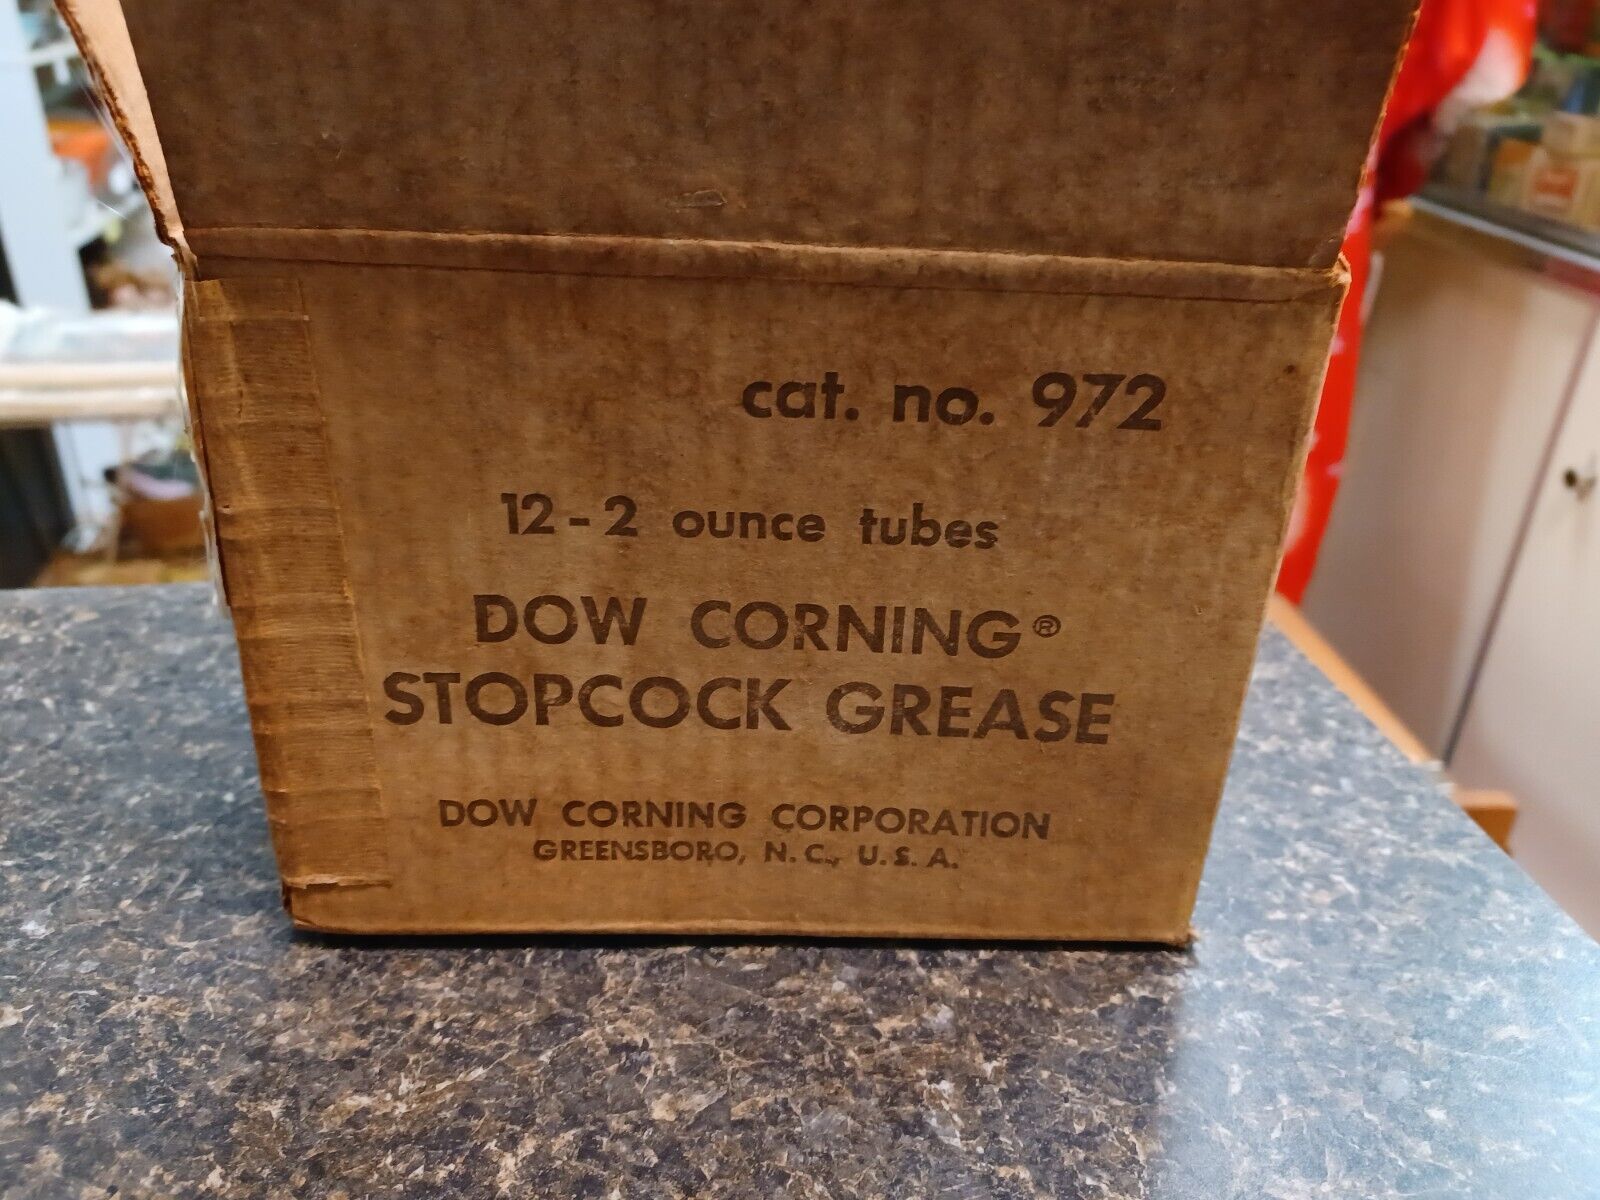 cat. no. 972
12-2 ounce tubes
DOW CORNING®
STOPCOCK GREASE
DOW CORNING CORPORATION
GREENSBORO, N. C., U. S. A.